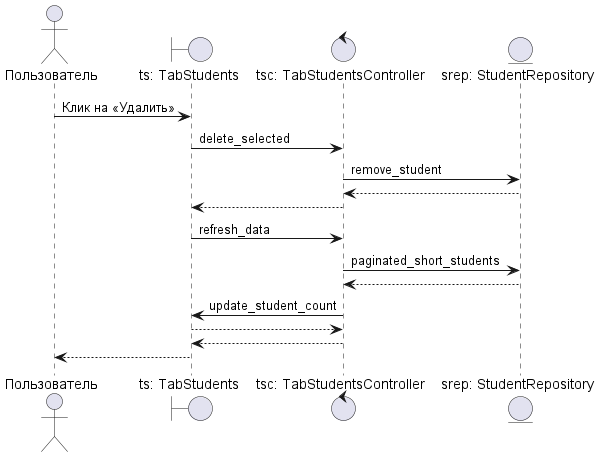 Пользователь
ts: TabStudents
tsc: TabStudentsController
srep: StudentRepository
Клик на «Удалить»
delete_selected
remove_student
refresh_data
paginated_short_students
update_student_count
Пользователь
ts: TabStudents
tsc: TabStudentsController
srep: StudentRepository